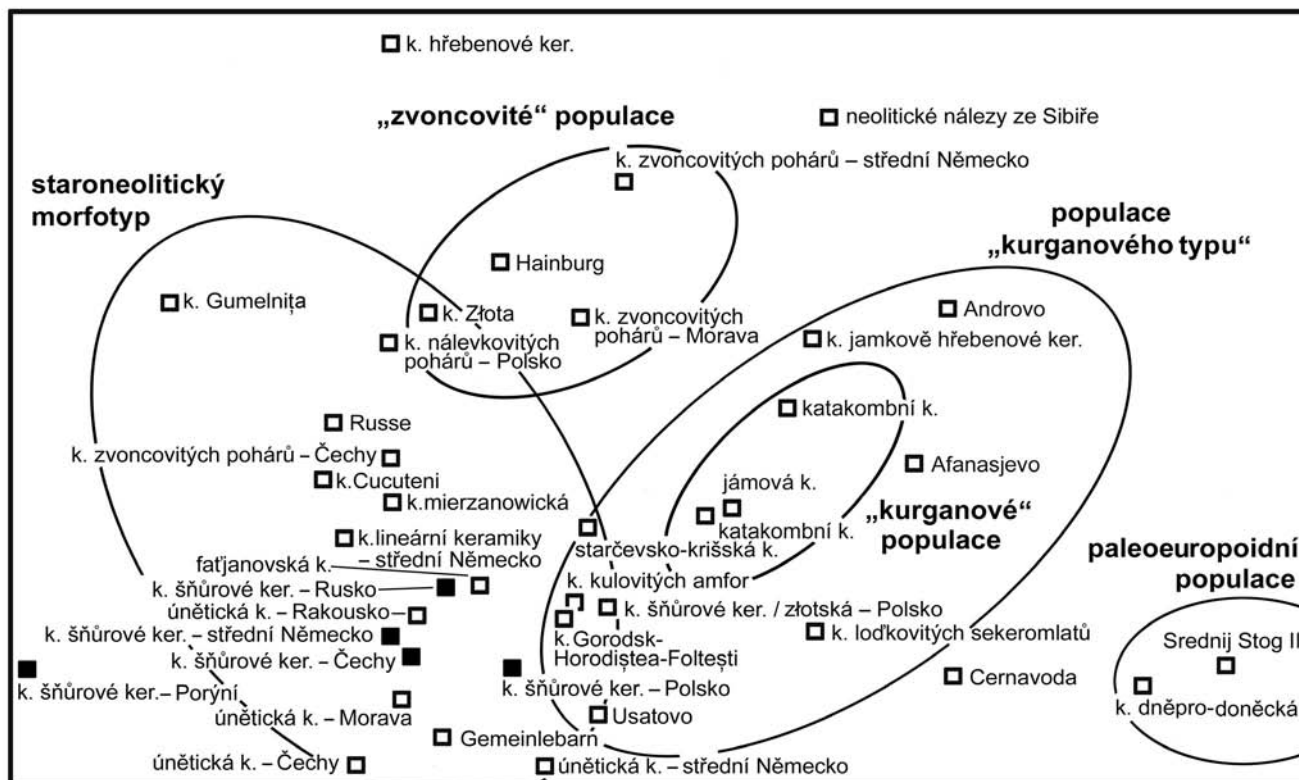 k. hřebenové ker.
„zvoncovité“ populace
neolitické nálezy ze Sibiře
k. zvoncovitých pohárů – střední Německo
staroneolitický
morfotyp
populace
„kurganového typu“
Hainburg
k. Gumelnița
k. Złota
k. nálevkovitých
pohárů – Polsko
k. zvoncovitých
pohárů – Morava
Androvo
k. jamkově hřebenové ker.
Russe
katakombní k.
k. zvoncovitých pohárů – Čechy
k.Cucuteni
k.mierzanowická
Afanasjevo
jámová k.
katakombní k.
„kurganové“
populace
k.lineární keramiky
– střední Německo
starčevsko-krišská k.
paleoeuropoidní
populace
faťjanovská k.
k. šňůrové ker. – Rusko
k. kulovitých amfor
únětická k. – Rakousko
k. šňůrové ker. / złotská – Polsko
k. šňůrové ker. – střední Německo
k. Gorodsk-
Horodiștea-Foltești
k. loďkovitých sekeromlatů
k. šňůrové ker. – Čechy
Srednij Stog II
k. šňůrové ker. – Porýní
k. šňůrové ker. – Polsko
Cernavoda
k. dněpro-doněcká
únětická k. – Morava
Usatovo
Gemeinlebarn
únětická k. – Čechy
únětická k. – střední Německo